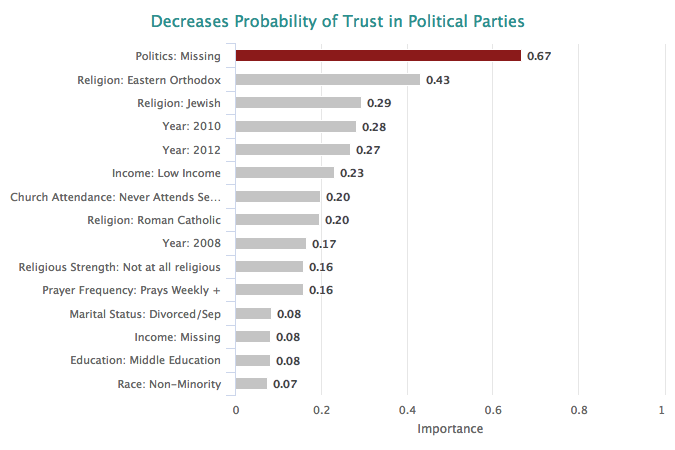 Decreases Probability of Trust in Political Parties
Politics: Missing 0.67
Religion: Eastern Orthodox 0.43
Religion: Jewish 0.29
Year: 2010 0.28
Year: 2012 0.27
Income: Low Income 0.23
Church Attendance: Never Attends Se... 0.20
Religion: Roman Catholic 0.20
Year: 2008 0.17
Religious Strength: Not at all religious 0.16
Prayer Frequency: Prays Weekly + 0.16
Marital Status: Divorced/Sep 0.08
Income: Missing 0.08
Education: Middle Education 0.08
Race: Non-Minority 0.07
0 0.2 0.4 0.6 0.8 1
Importance